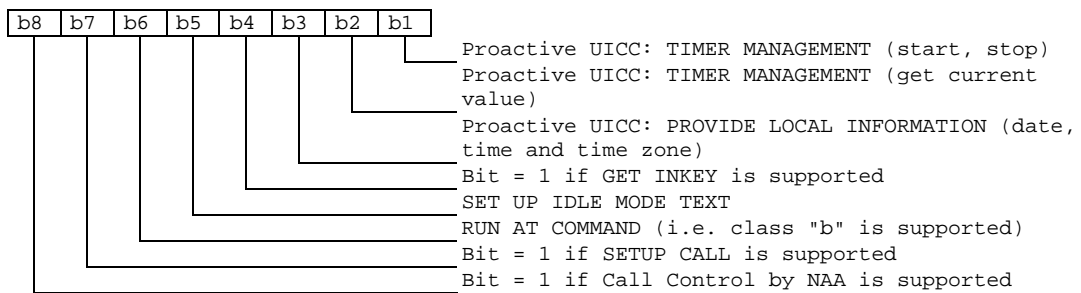 b8 b7 b6 b5 b4 b3 b2 b1
Proactive UICC: TIMER MANAGEMENT (start, stop)
Proactive UICC: TIMER MANAGEMENT (get current
value)
Proactive UICC: PROVIDE LOCAL INFORMATION (date,
time and time zone)
Bit = 1 if GET INKEY is supported
SET UP IDLE MODE TEXT
RUN AT COMMAND (i.e. class "b" is supported)
Bit = 1 if SETUP CALL is supported
Bit = 1 if Call Control by NAA is supported